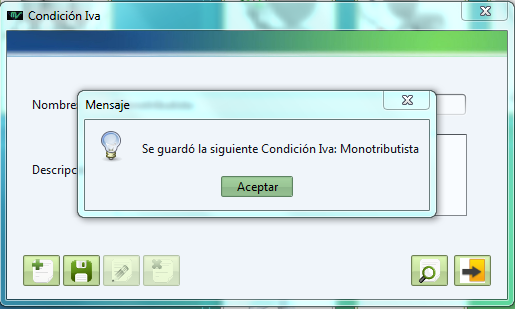 Condición Iva
Mensaje
Nombre
Se guardó la siguiente Condición Iva: Monotributista
Descripc
Aceptar